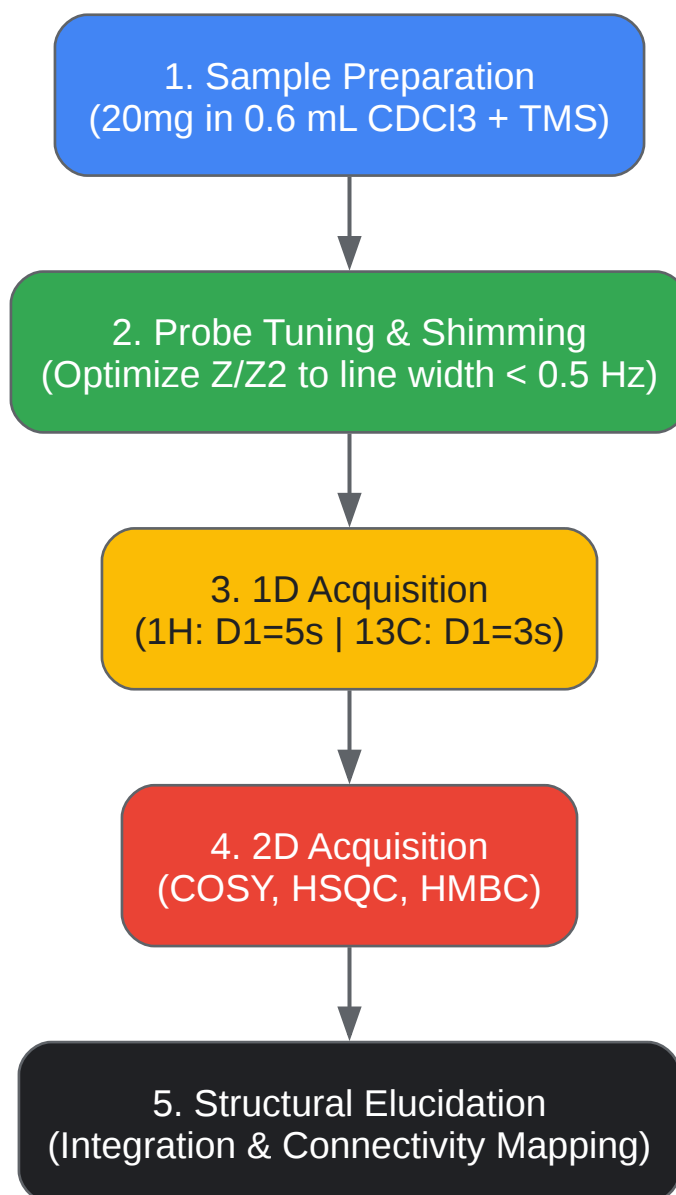 1. Sample Preparation
(20mg in 0.6 mL CDCl3 + TMS)
2. Probe Tuning & Shimming
(Optimize Z/Z2 to line width < 0.5 Hz)
3. 1D Acquisition
(1H: D1=5s | 13C: D1=3s)
4. 2D Acquisition
(COSY, HSQC, HMBC)
5. Structural Elucidation
(Integration & Connectivity Mapping)